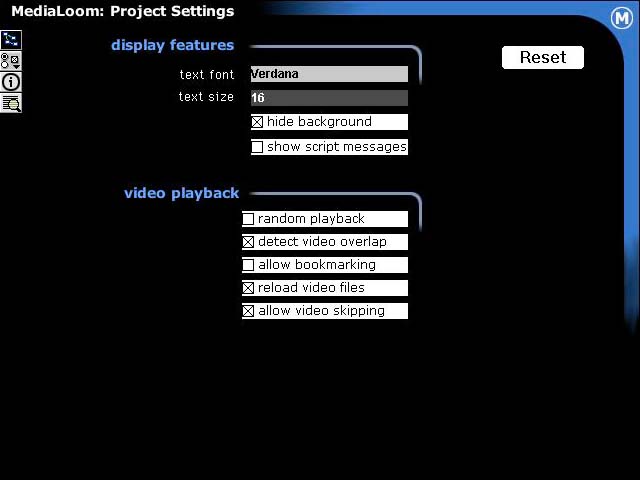 MediaLoom: Project Settings
M
display features
Reset
text font Verdana
text size 16
hide background
show script messages
video playback
random playback
detect video overlap
allow bookmarking
reload video files
allow video skipping